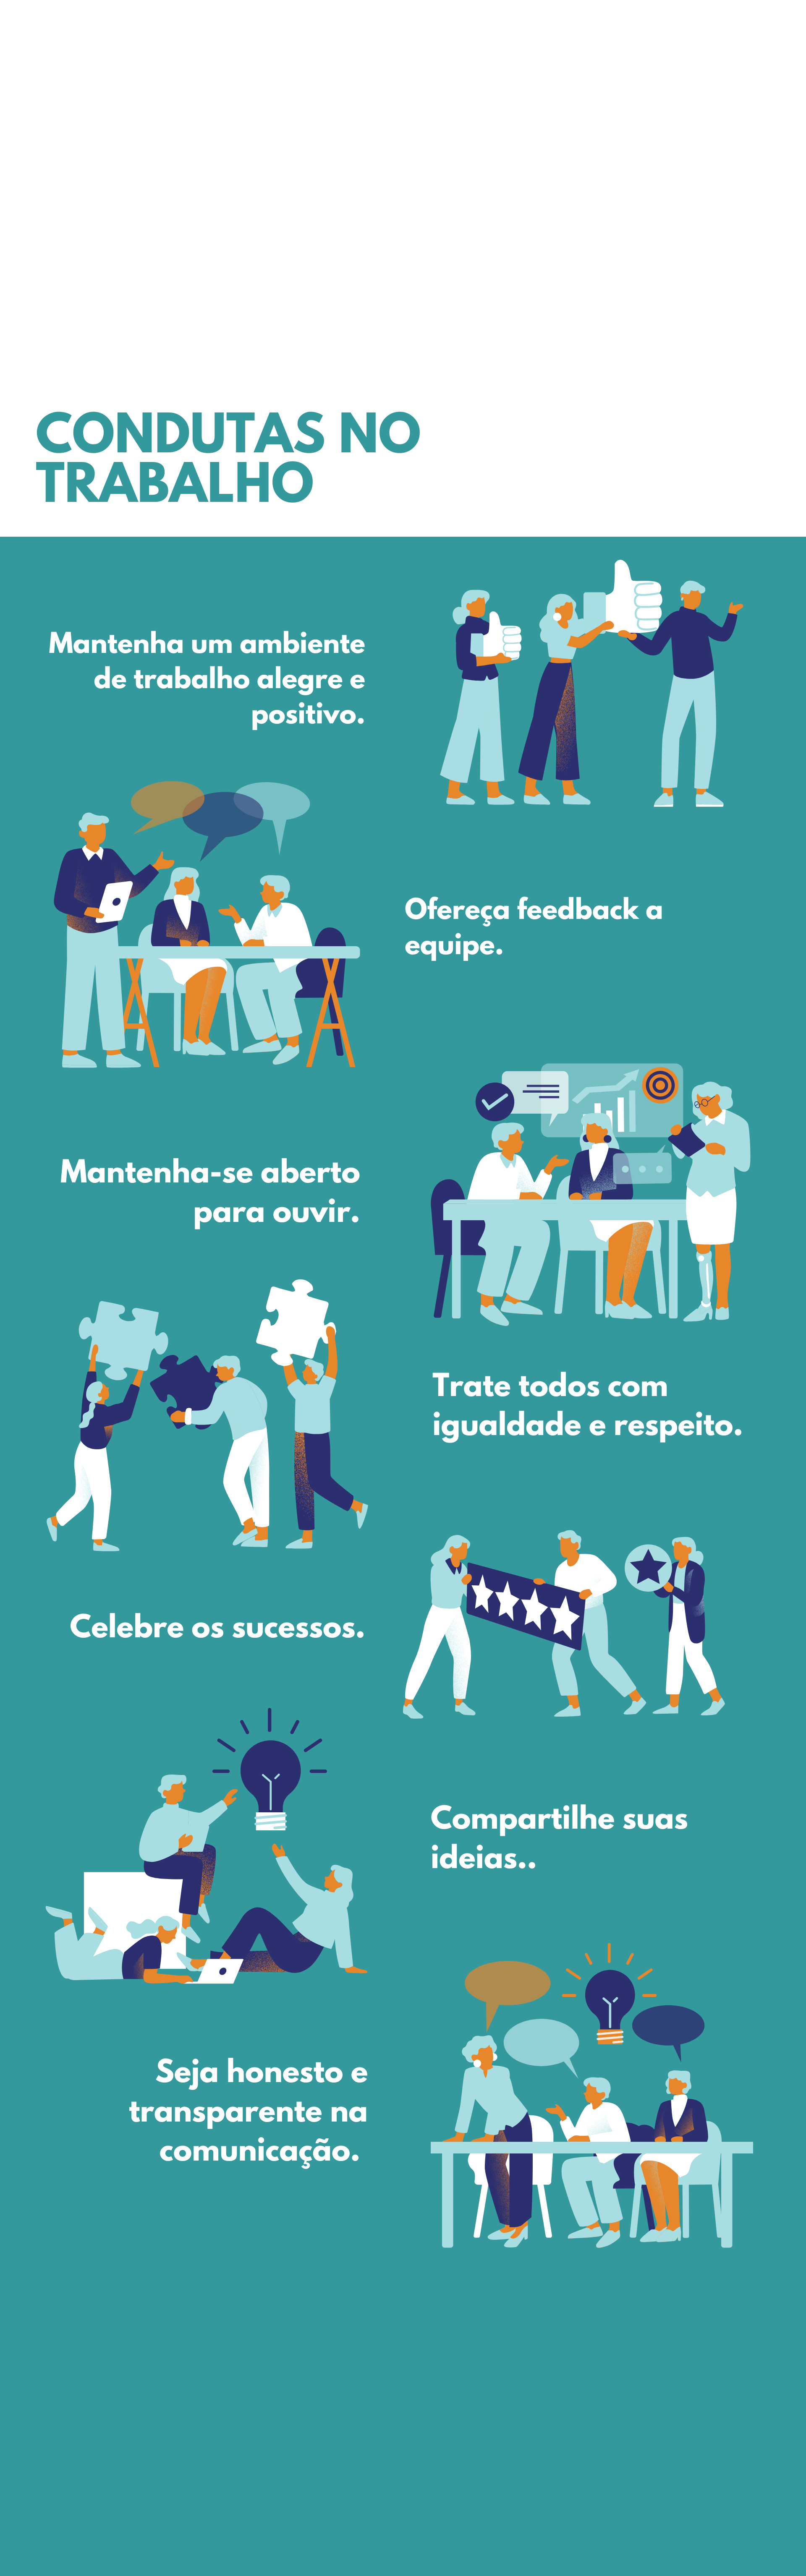 CONDUTAS NO
TRABALHO
Mantenha um ambiente
de trabalho alegre e
positivo.
Ofereça feedback a
equipe.
Mantenha-se aberto
para ouvir.
Trate todos com
igualdade e respeito.
Celebre os sucessos.
Compartilhe suas
ideias..
Seja honesto e
transparente na
comunicação.